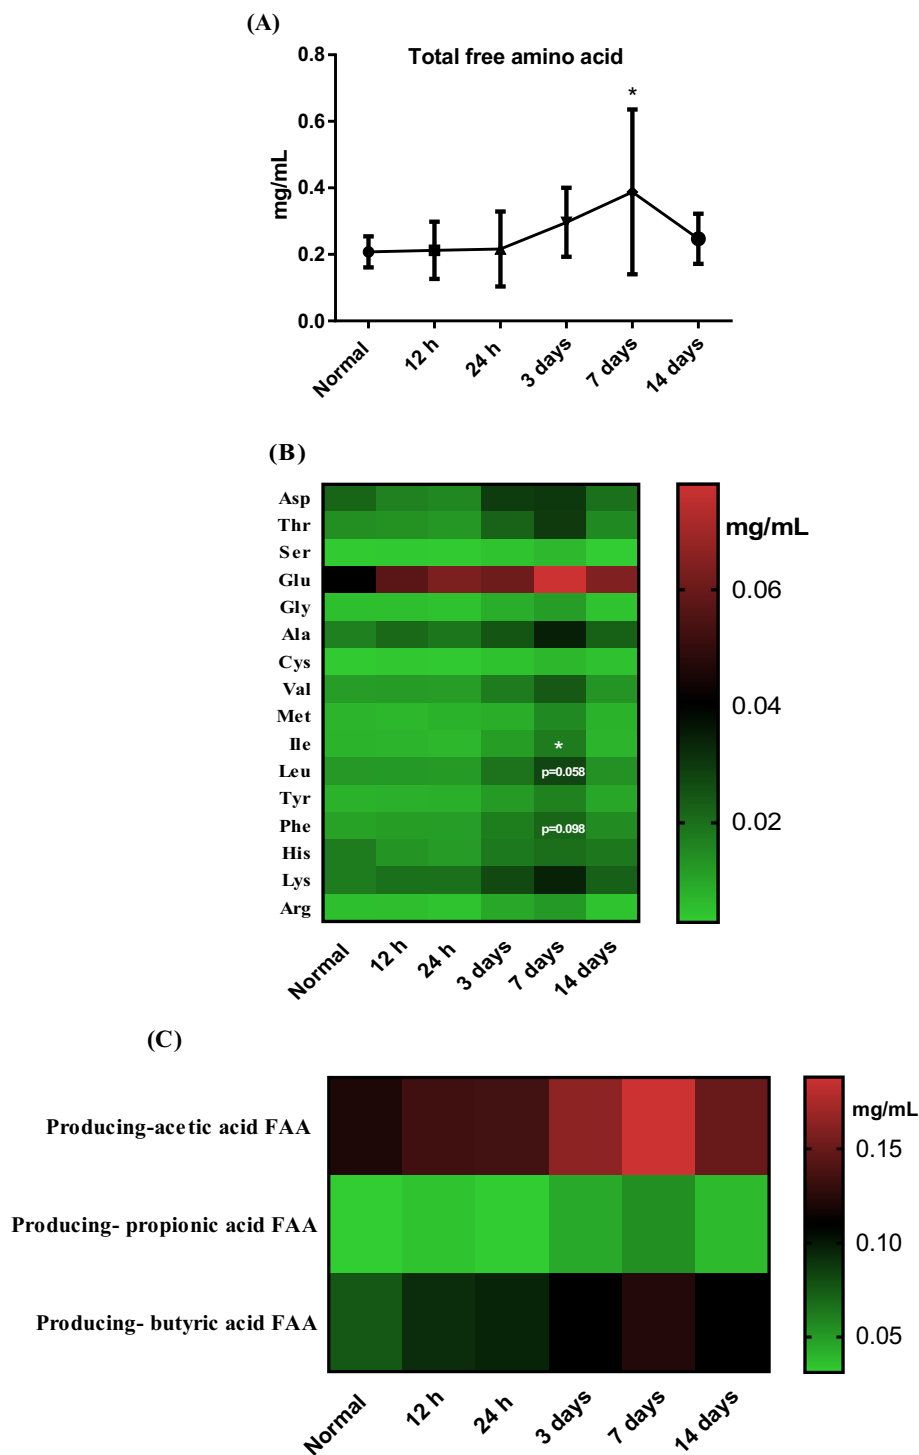 (A)
Total free amino acid
mg/mL
0.8
0.6
0.4
0.2
0.0
*
Normal
12 h
24 h
3 days
7 days
14 days
(B)
Asp
Thr
Ser
Glu
Gly
Ala
Cys
Val
Met
Ile
Leu
Tyr
Phe
His
Lys
Arg
*
p=0.058
p=0.098
mg/mL
0.06
0.04
0.02
Normal
12 h
24 h
3 days
7 days
14 days
(C)
Producing-acetic acid FAA
Producing- propionic acid FAA
Producing- butyric acid FAA
mg/mL
0.15
0.10
0.05
Normal
12 h
24 h
3 days
7 days
14 days